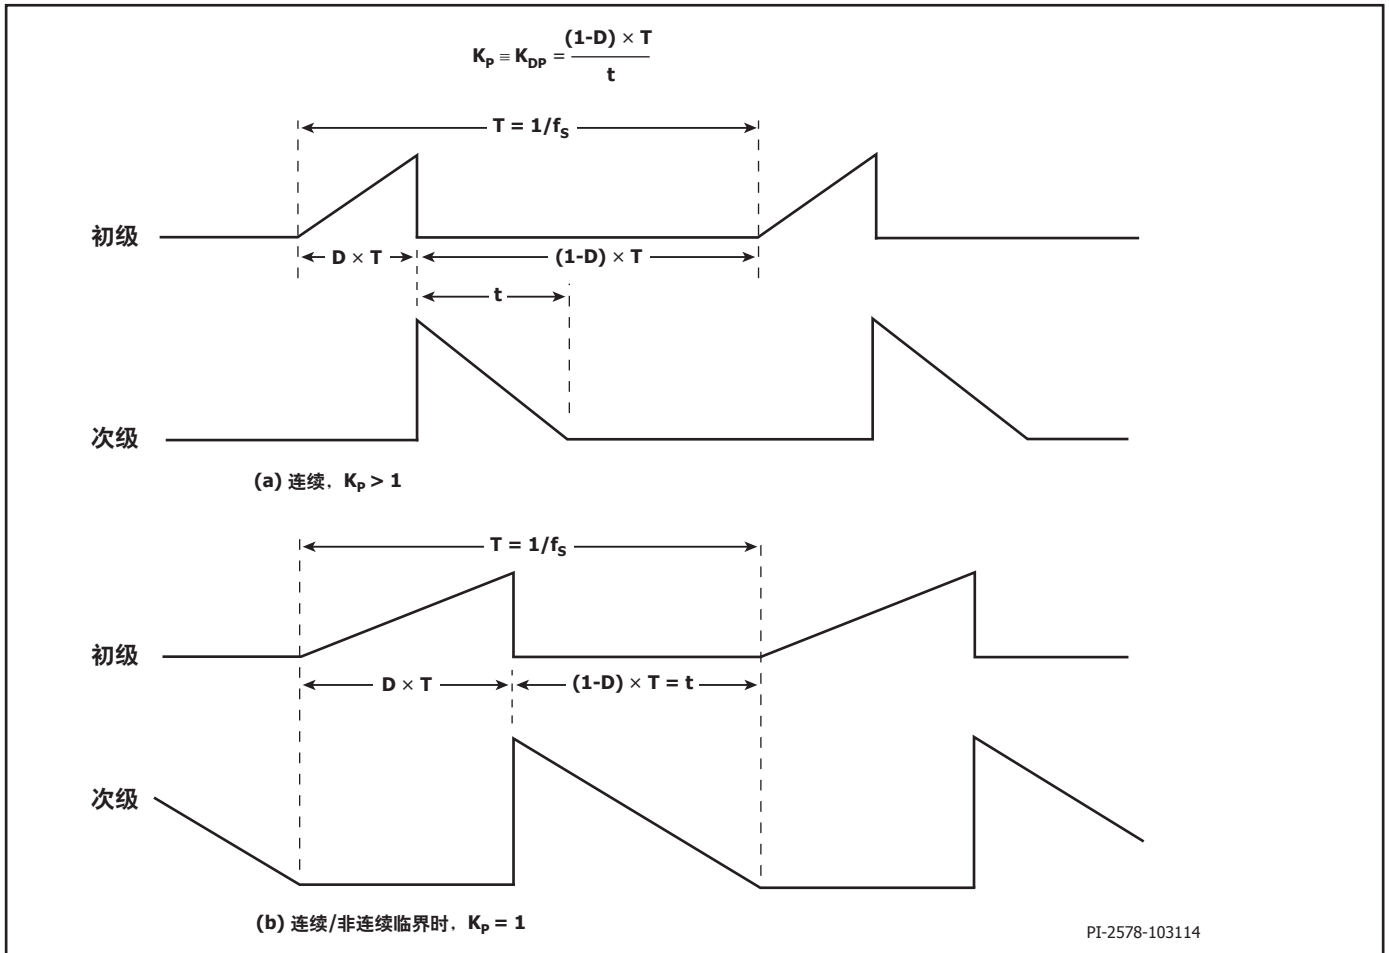 (1-D) × T
K_P ≡ K_DP =
t
T = 1/f_S
初级
D × T
(1-D) × T
t
次级
(a) 连续，K_P > 1
T = 1/f_S
初级
D × T
(1-D) × T = t
次级
(b) 连续/非连续临界时，K_P = 1
PI-2578-103114